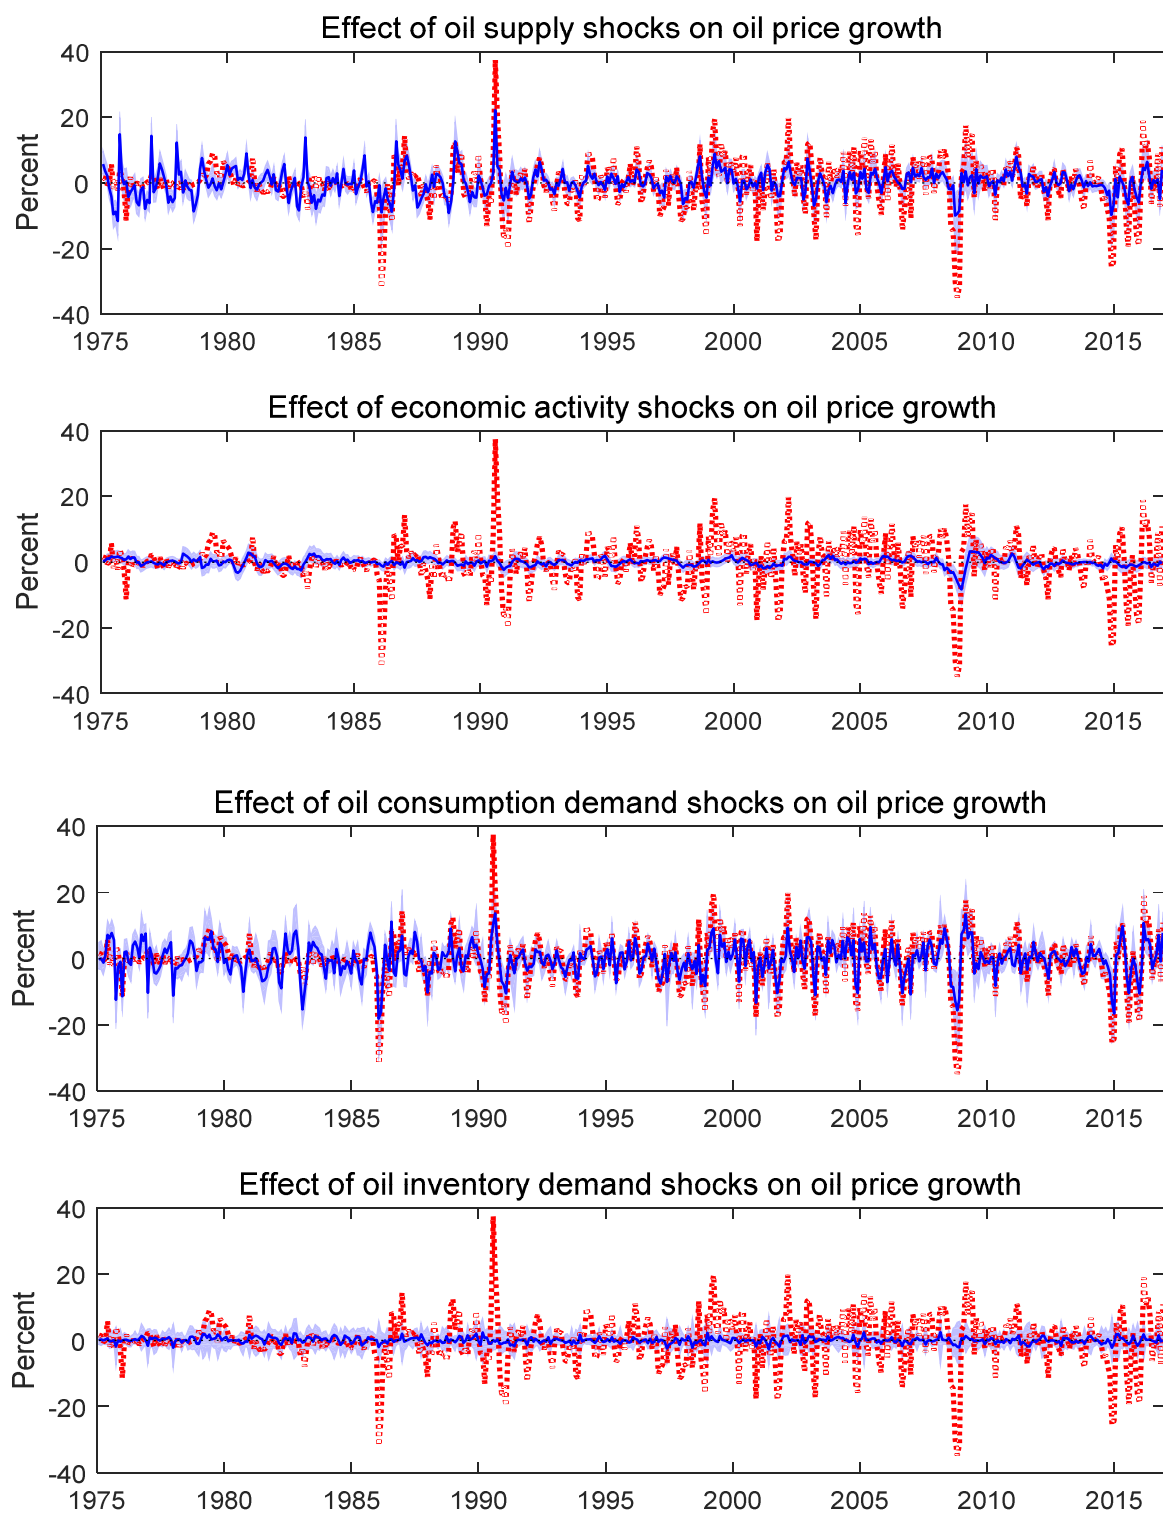 Effect of oil supply shocks on oil price growth
40
20
0
-20
-40
Percent
1975 1980 1985 1990 1995 2000 2005 2010 2015
Effect of economic activity shocks on oil price growth
40
20
0
-20
-40
Percent
1975 1980 1985 1990 1995 2000 2005 2010 2015
Effect of oil consumption demand shocks on oil price growth
40
20
0
-20
-40
Percent
1975 1980 1985 1990 1995 2000 2005 2010 2015
Effect of oil inventory demand shocks on oil price growth
40
20
0
-20
-40
Percent
1975 1980 1985 1990 1995 2000 2005 2010 2015